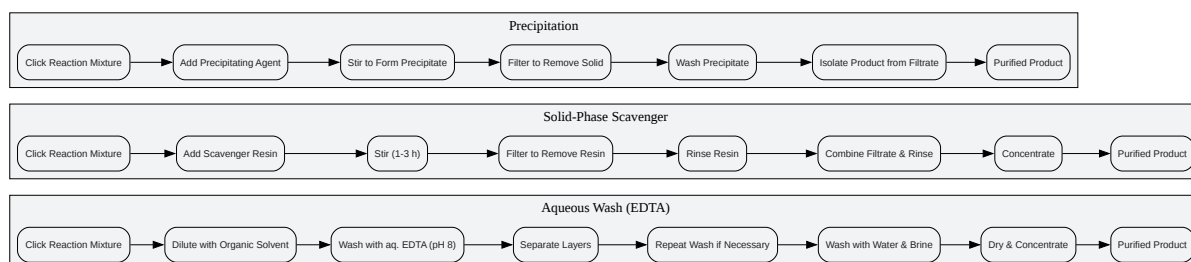 Precipitation
Click Reaction Mixture
Add Precipitating Agent
Stir to Form Precipitate
Filter to Remove Solid
Wash Precipitate
Isolate Product from Filtrate
Purified Product
Solid-Phase Scavenger
Click Reaction Mixture
Add Scavenger Resin
Stir (1-3 h)
Filter to Remove Resin
Rinse Resin
Combine Filtrate & Rinse
Concentrate
Purified Product
Aqueous Wash (EDTA)
Click Reaction Mixture
Dilute with Organic Solvent
Wash with aq. EDTA (pH 8)
Separate Layers
Repeat Wash if Necessary
Wash with Water & Brine
Dry & Concentrate
Purified Product